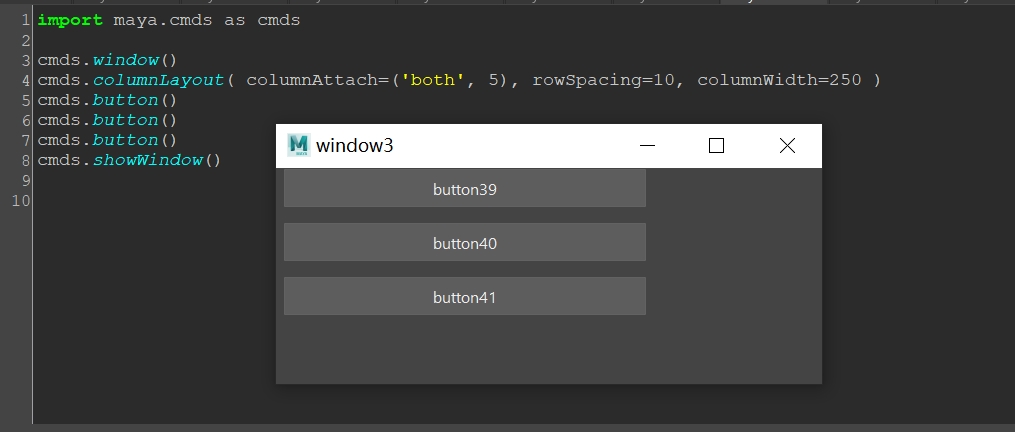 1 import maya.cmds as cmds
2
3 cmds.window()
4 cmds.columnLayout( columnAttach=('both', 5), rowSpacing=10, columnWidth=250 )
5 cmds.button()
6 cmds.button()
7 cmds.button()
8 cmds.showWindow()
9
10
M window3
button39
button40
button41